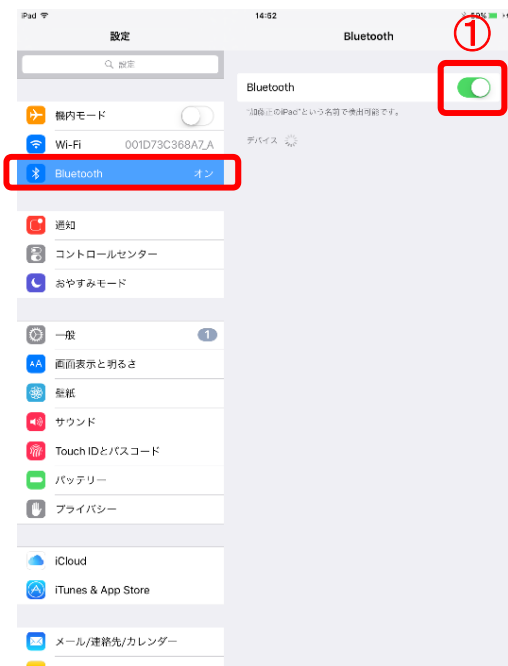 iPad 14:52
設定 Bluetooth
①
設定
Bluetooth
機内モード
"加藤正のiPad"という名前で検出可能です。
Wi-Fi 001D73C368A7_A
デバイス
Bluetooth オン
通知
コントロールセンター
おやすみモード
一般 1
AA 画面表示と明るさ
壁紙
サウンド
Touch IDとパスコード
バッテリー
プライバシー
iCloud
iTunes & App Store
メール/連絡先/カレンダー